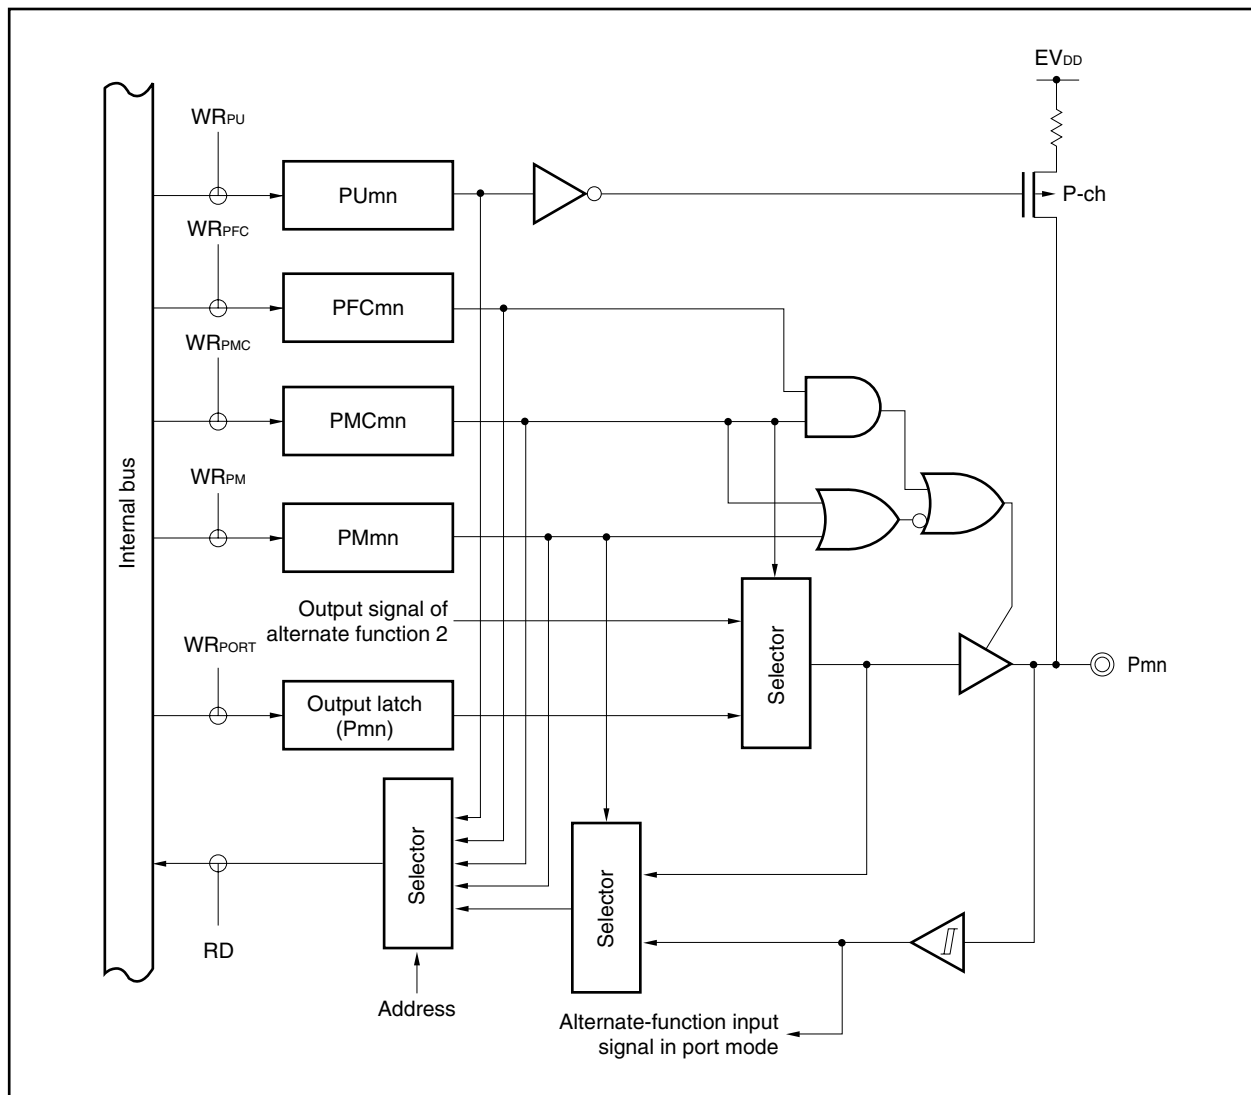 EVDD
WRPU
PUmn
P-ch
WRPFC
PFCmn
WRPMC
PMCmn
Internal bus
WRPM
PMmn
Output signal of
alternate function 2
Selector
WRPORT
Output latch
(Pmn)
Pmn
Selector
Selector
RD
Address
Alternate-function input
signal in port mode